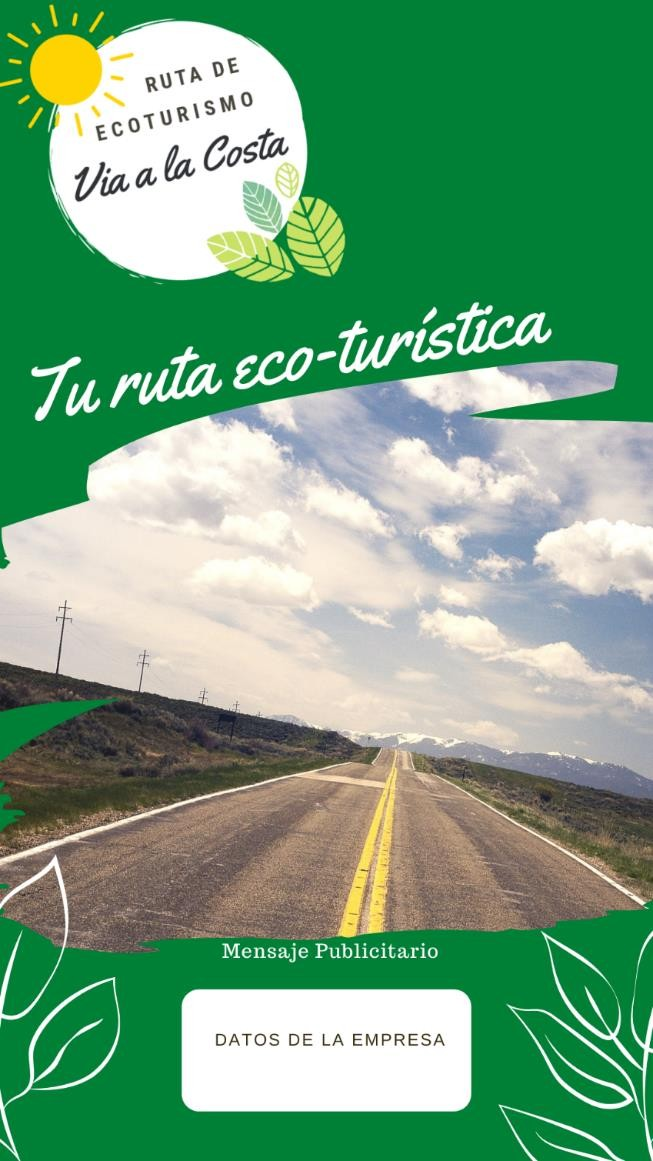 RUTA DE
ECOTURISMO
Via a la Costa
Tu ruta eco-turística
Mensaje Publicitario
DATOS DE LA EMPRESA